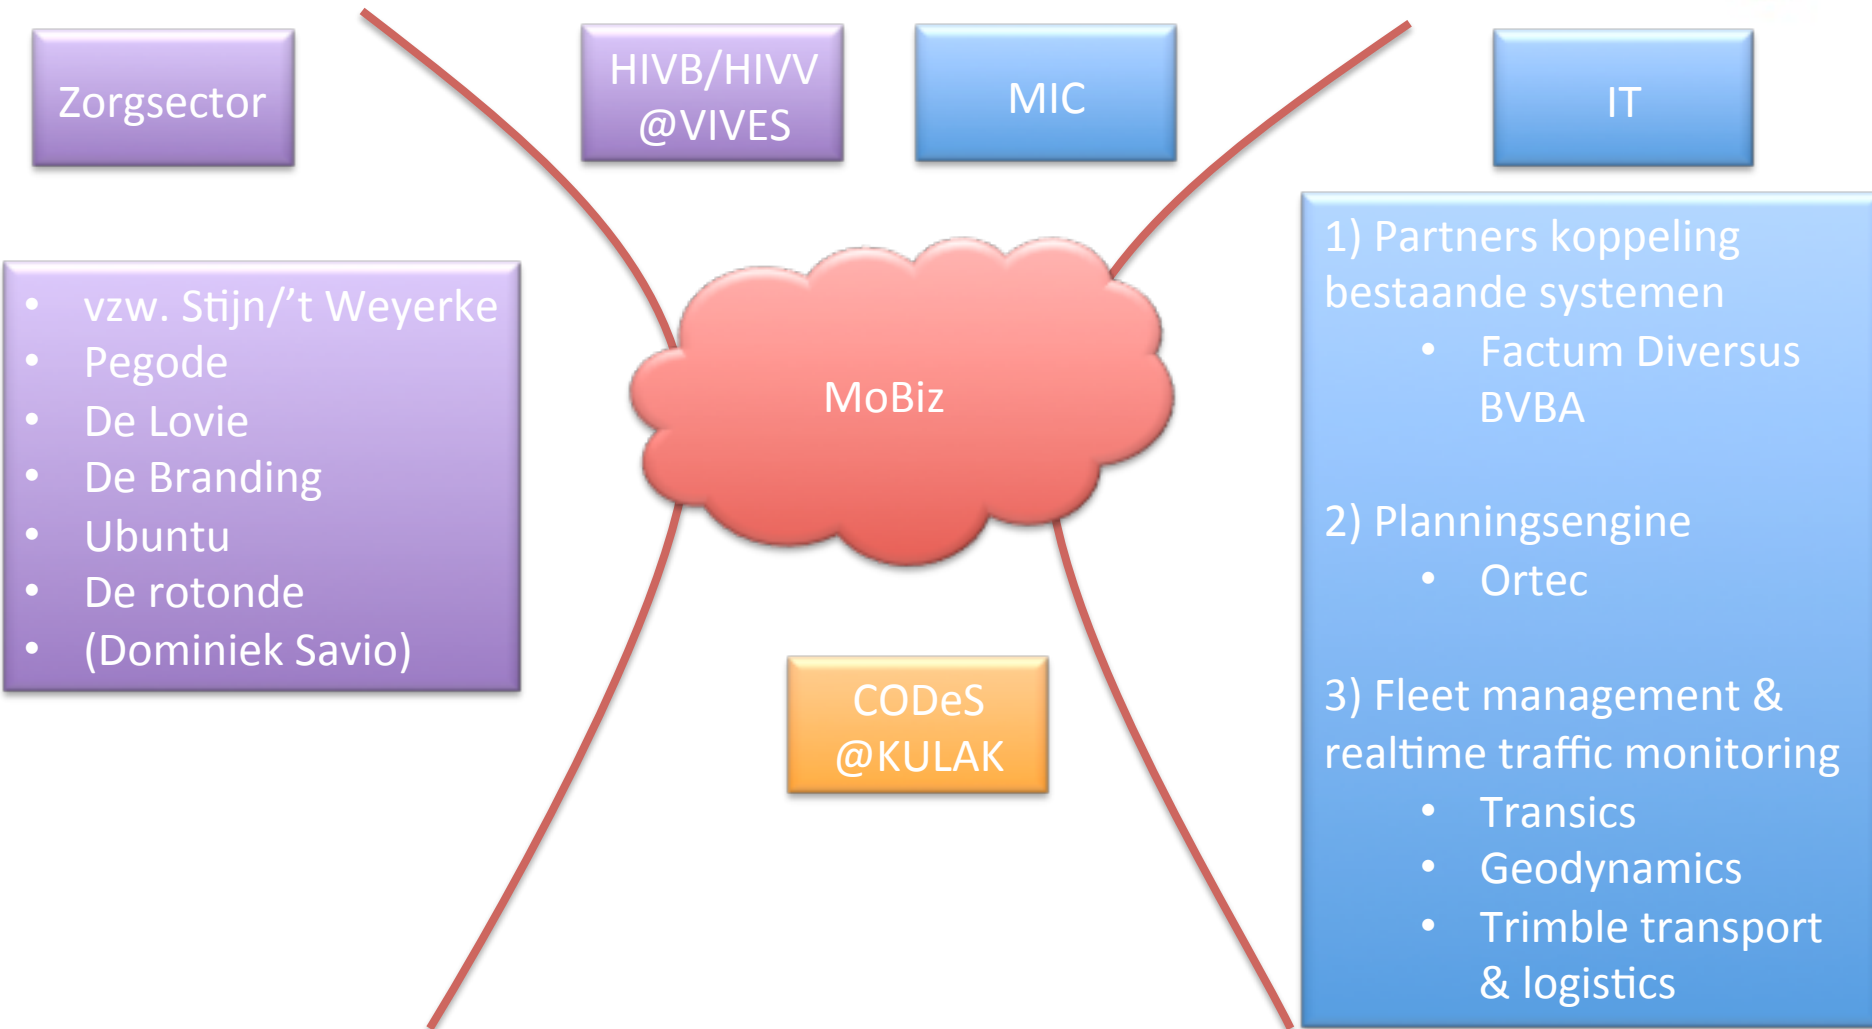 Zorgsector
HIVB/HIVV
@VIVES
MIC
IT
• vzw. Stijn/’t Weyerke
• Pegode
• De Lovie
• De Branding
• Ubuntu
• De rotonde
• (Dominiek Savio)
MoBiz
CODeS
@KULAK
1) Partners koppeling
bestaande systemen
• Factum Diversus
BVBA
2) Planningsengine
• Ortec
3) Fleet management &
realtime traffic monitoring
• Transics
• Geodynamics
• Trimble transport
& logistics